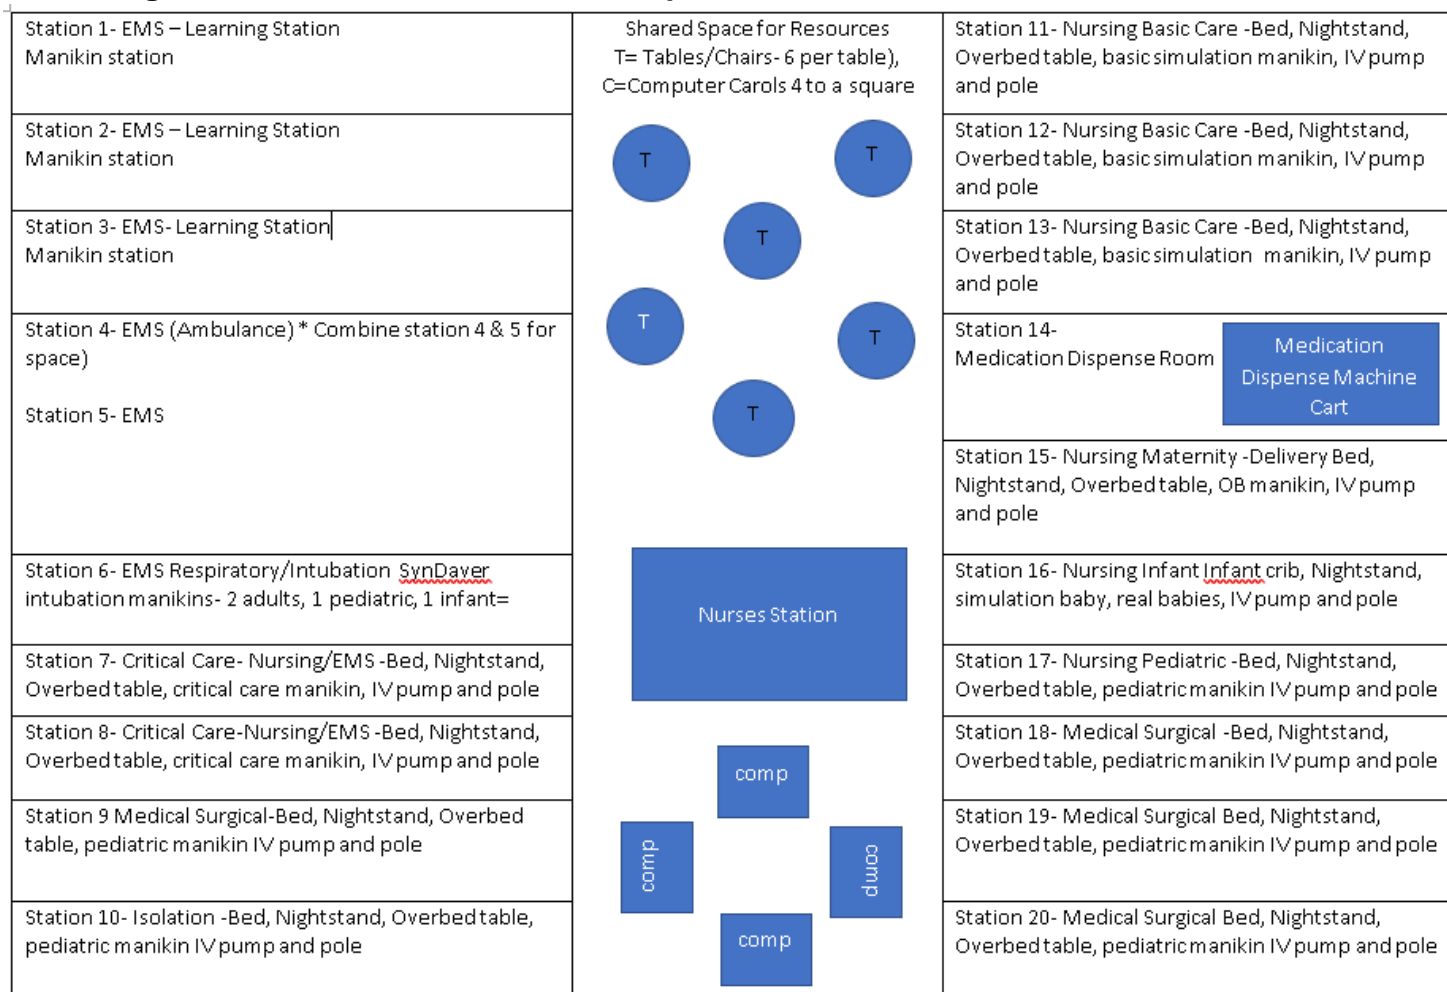 Station 1- EMS – Learning Station
Manikin station
Station 2- EMS – Learning Station
Manikin station
Station 3- EMS- Learning Station
Manikin station
Station 4- EMS (Ambulance) * Combine station 4 & 5 for
space)
Station 5- EMS
Station 6- EMS Respiratory/Intubation SynDaver
intubation manikins- 2 adults, 1 pediatric, 1 infant=
Station 7- Critical Care- Nursing/EMS -Bed, Nightstand,
Overbed table, critical care manikin, IV pump and pole
Station 8- Critical Care-Nursing/EMS -Bed, Nightstand,
Overbed table, critical care manikin, IV pump and pole
Station 9 Medical Surgical-Bed, Nightstand, Overbed
table, pediatric manikin IV pump and pole
Station 10- Isolation -Bed, Nightstand, Overbed table,
pediatric manikin IV pump and pole
Shared Space for Resources
T= Tables/Chairs- 6 per table),
C=Computer Carols 4 to a square
T
T
T
T
T
T
Nurses Station
comp
comp
comp
comp
Station 11- Nursing Basic Care -Bed, Nightstand,
Overbed table, basic simulation manikin, IV pump
and pole
Station 12- Nursing Basic Care -Bed, Nightstand,
Overbed table, basic simulation manikin, IV pump
and pole
Station 13- Nursing Basic Care -Bed, Nightstand,
Overbed table, basic simulation manikin, IV pump
and pole
Station 14-
Medication Dispense Room
Medication
Dispense Machine
Cart
Station 15- Nursing Maternity -Delivery Bed,
Nightstand, Overbed table, OB manikin, IV pump
and pole
Station 16- Nursing Infant Infant crib, Nightstand,
simulation baby, real babies, IV pump and pole
Station 17- Nursing Pediatric -Bed, Nightstand,
Overbed table, pediatric manikin IV pump and pole
Station 18- Medical Surgical -Bed, Nightstand,
Overbed table, pediatric manikin IV pump and pole
Station 19- Medical Surgical Bed, Nightstand,
Overbed table, pediatric manikin IV pump and pole
Station 20- Medical Surgical Bed, Nightstand,
Overbed table, pediatric manikin IV pump and pole